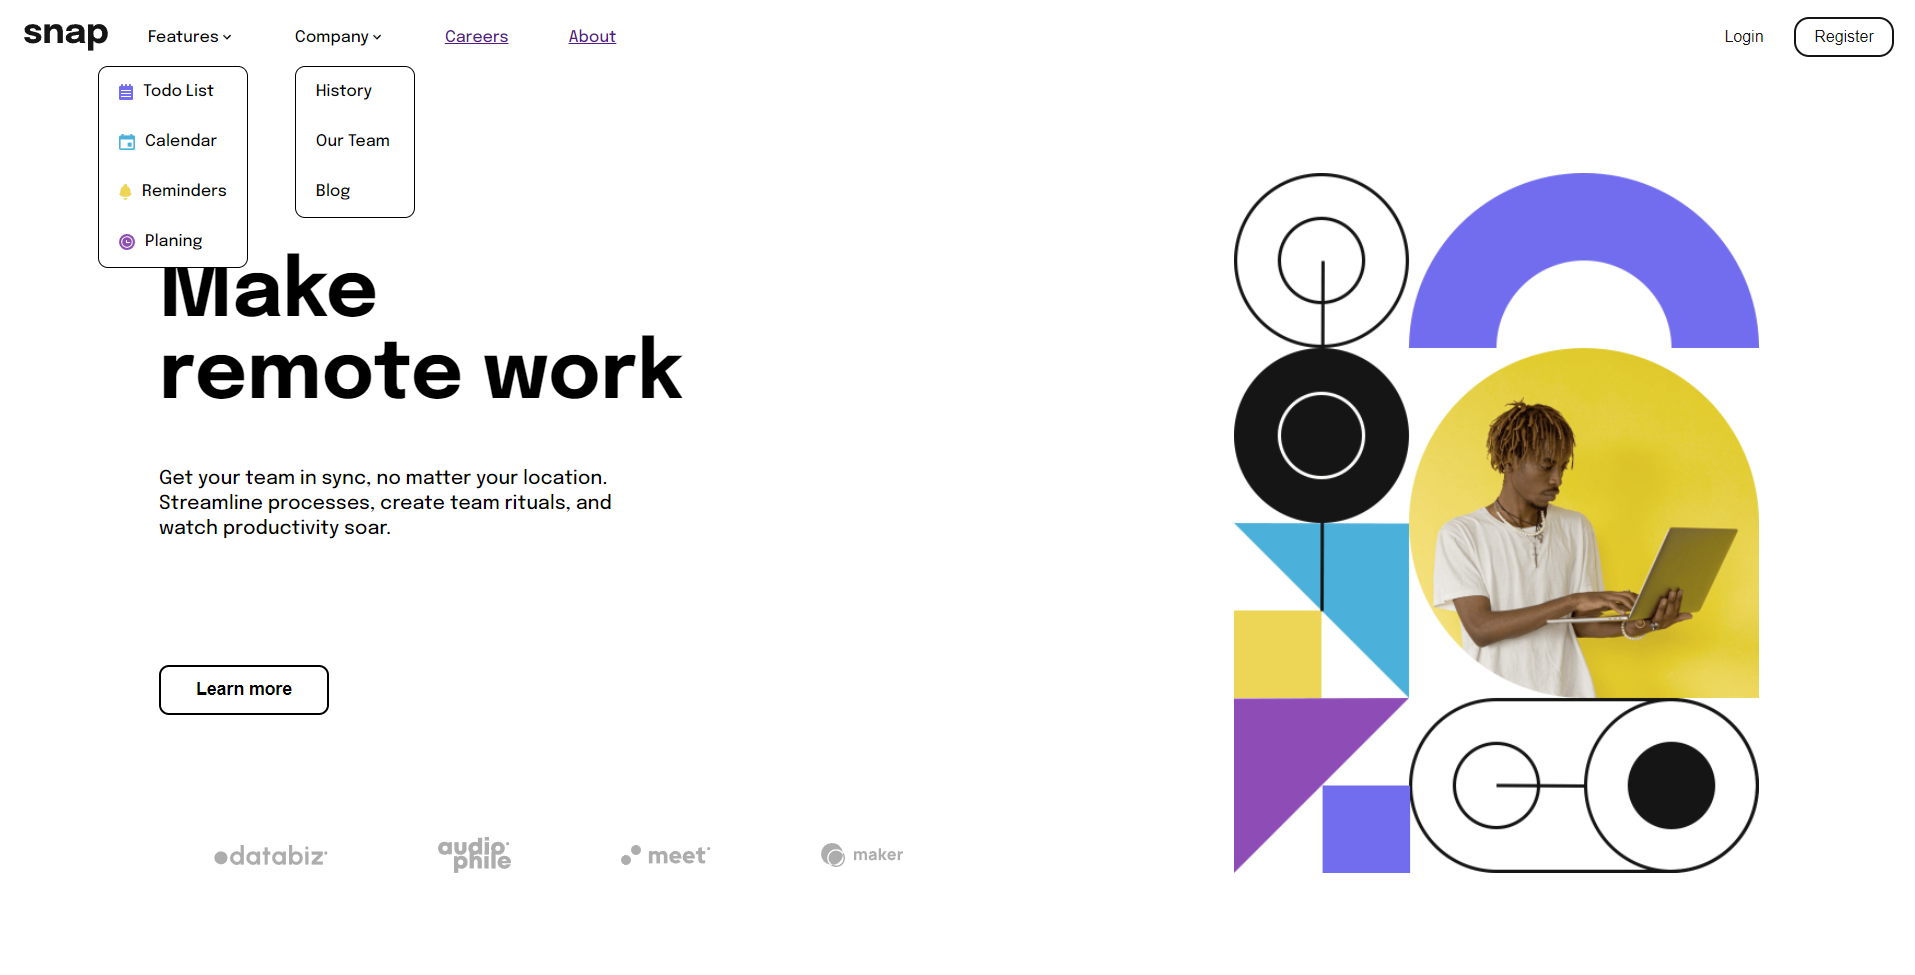 snap Features Company Careers About Login Register
Todo List
Calendar
Reminders
Planing
History
Our Team
Blog
Make
remote work
Get your team in sync, no matter your location.
Streamline processes, create team rituals, and
watch productivity soar.
Learn more
databiz
audiophile
meet
maker